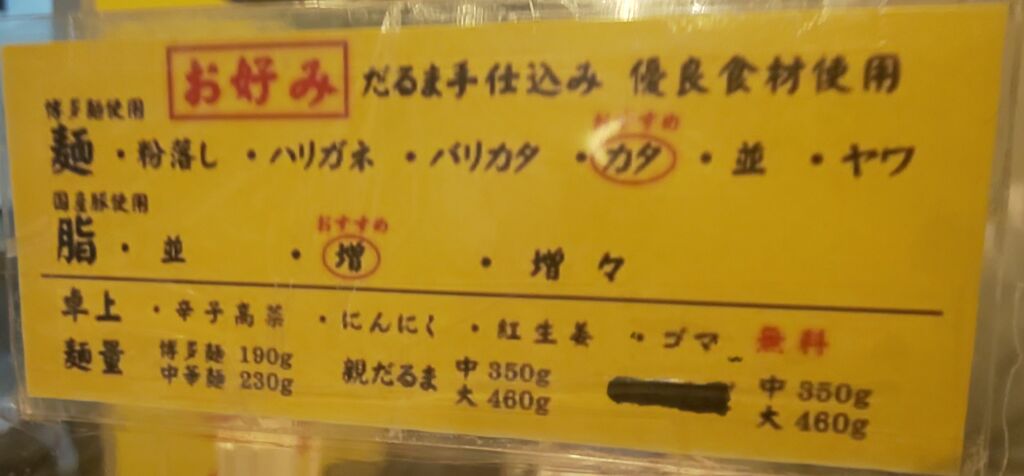 お好み だるま手仕込み 優良食材使用
博多麺使用
おすすめ
麺・粉落し ・ハリガネ ・バリカタ ・カタ ・並 ・ヤワ
国産豚使用
おすすめ
脂・並 ・増 ・増々
卓上 ・辛子高菜 ・にんにく ・紅生姜 ・ゴマ 無料
麺量 博多麺 190g 親だるま 中 350g 中 350g
中華麺 230g 大 460g 大 460g